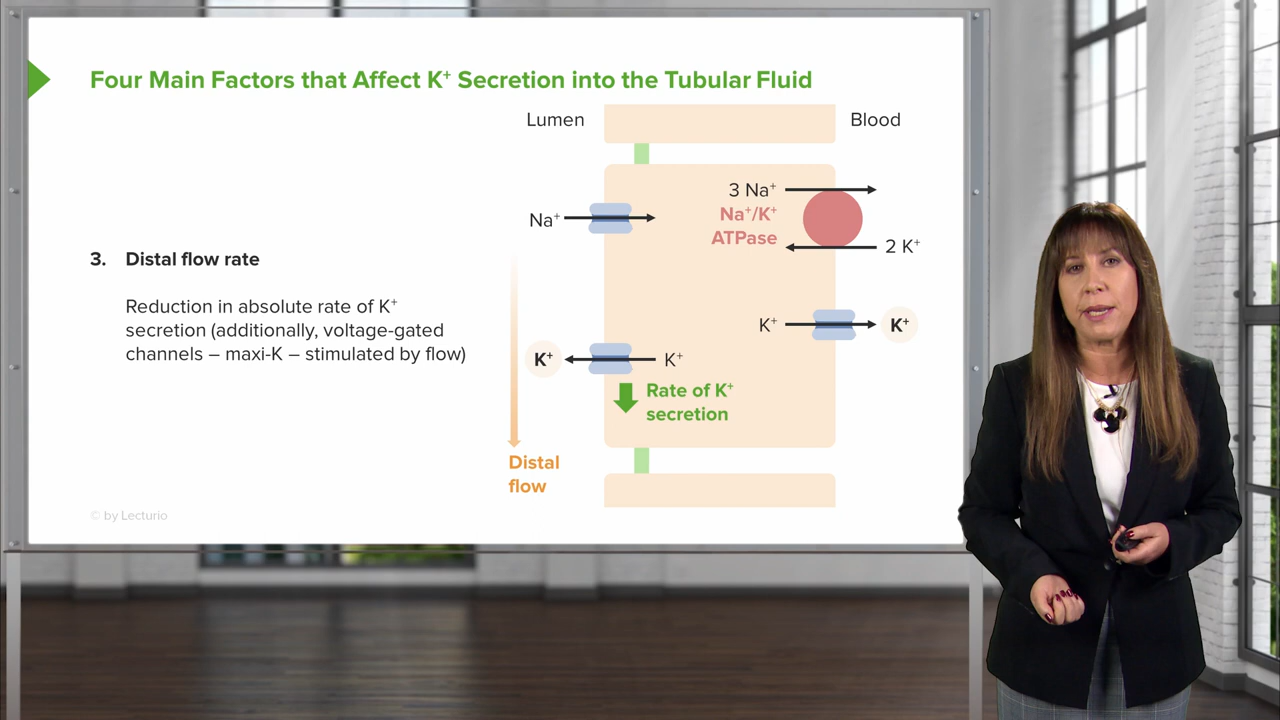 Four Main Factors that Affect K⁺ Secretion into the Tubular Fluid
Lumen
Blood
3 Na⁺
Na⁺/K⁺
ATPase
2 K⁺
Na⁺
3. Distal flow rate
Reduction in absolute rate of K⁺
secretion (additionally, voltage-gated
channels – maxi-K – stimulated by flow)
K⁺
K⁺
K⁺
K⁺
Rate of K⁺
secretion
Distal
flow
© by Lecturio